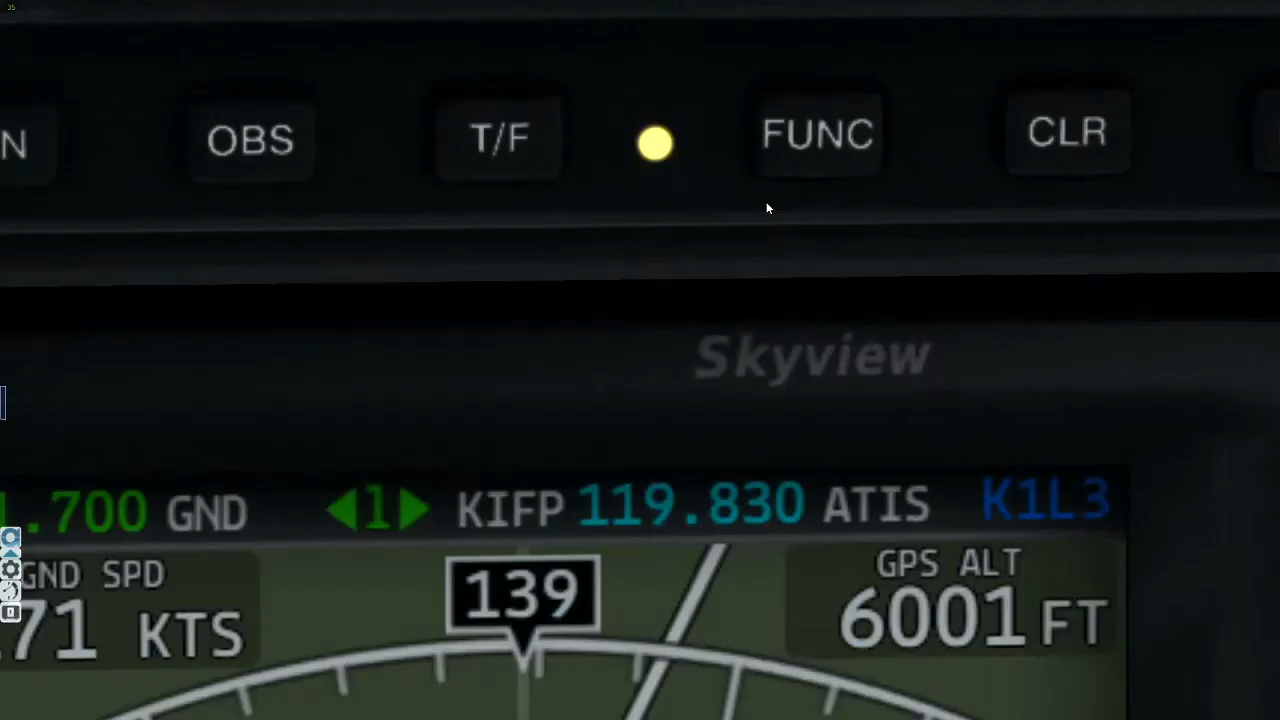 35
N OBS T/F FUNC CLR
Skyview
.700 GND ◀1▶ KIFP 119.830 ATIS K1L3
GND SPD 139 GPS ALT
71 KTS 6001 FT